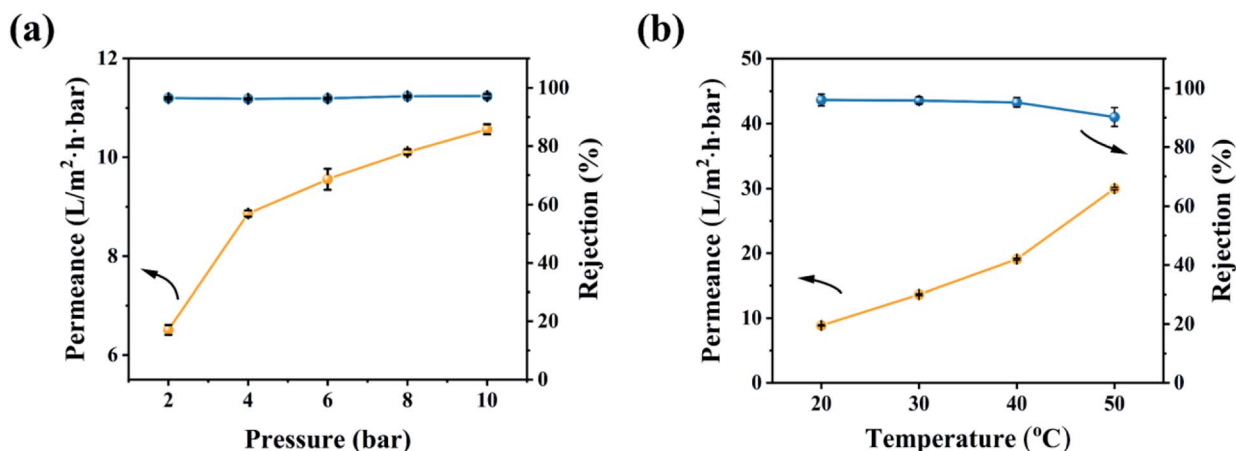 (a)
12
10
8
6
Permeance (L/m²·h·bar)
100
80
60
40
20
0
Rejection (%)
2 4 6 8 10
Pressure (bar)
(b)
50
40
30
20
10
0
Permeance (L/m²·h·bar)
100
80
60
40
20
0
Rejection (%)
20 30 40 50
Temperature (°C)